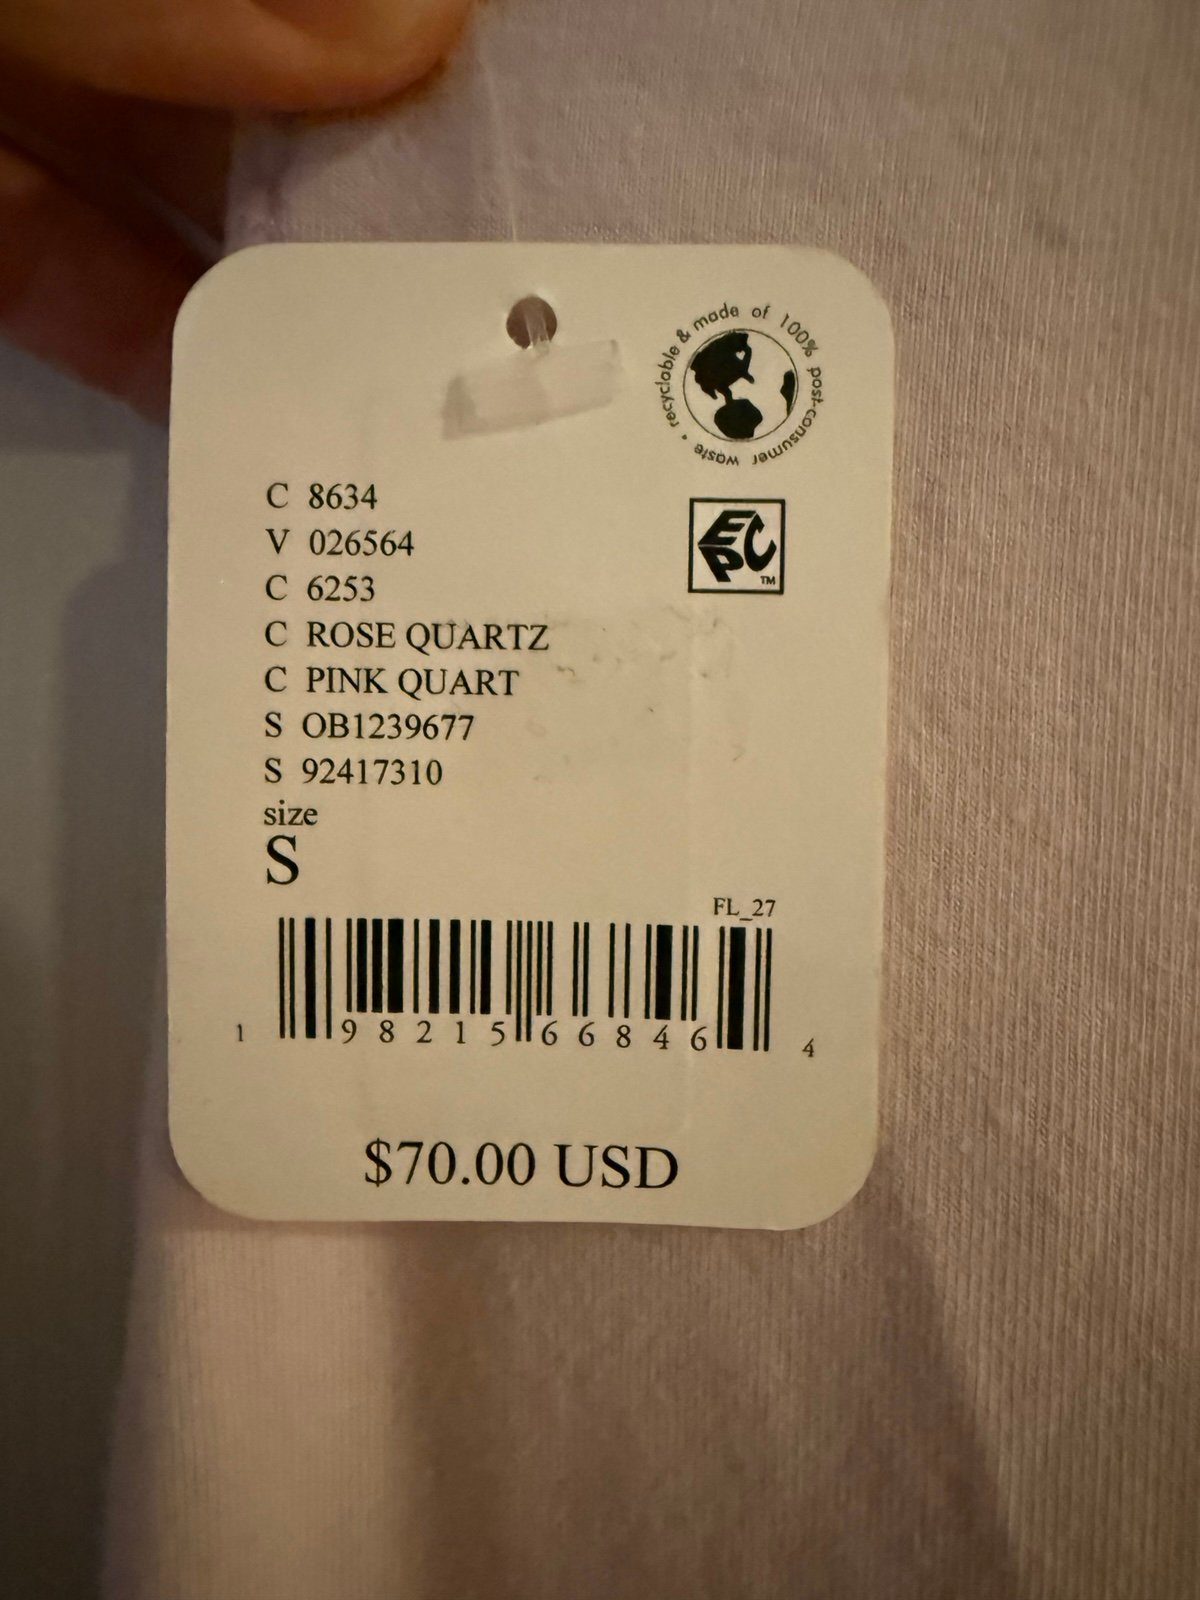 recyclable & made of 100% post-consumer waste •
C 8634
EPC™
V 026564
C 6253
C ROSE QUARTZ
C PINK QUART
S OB1239677
S 92417310
size
S
FL_27
1 98215 66846 4
$70.00 USD